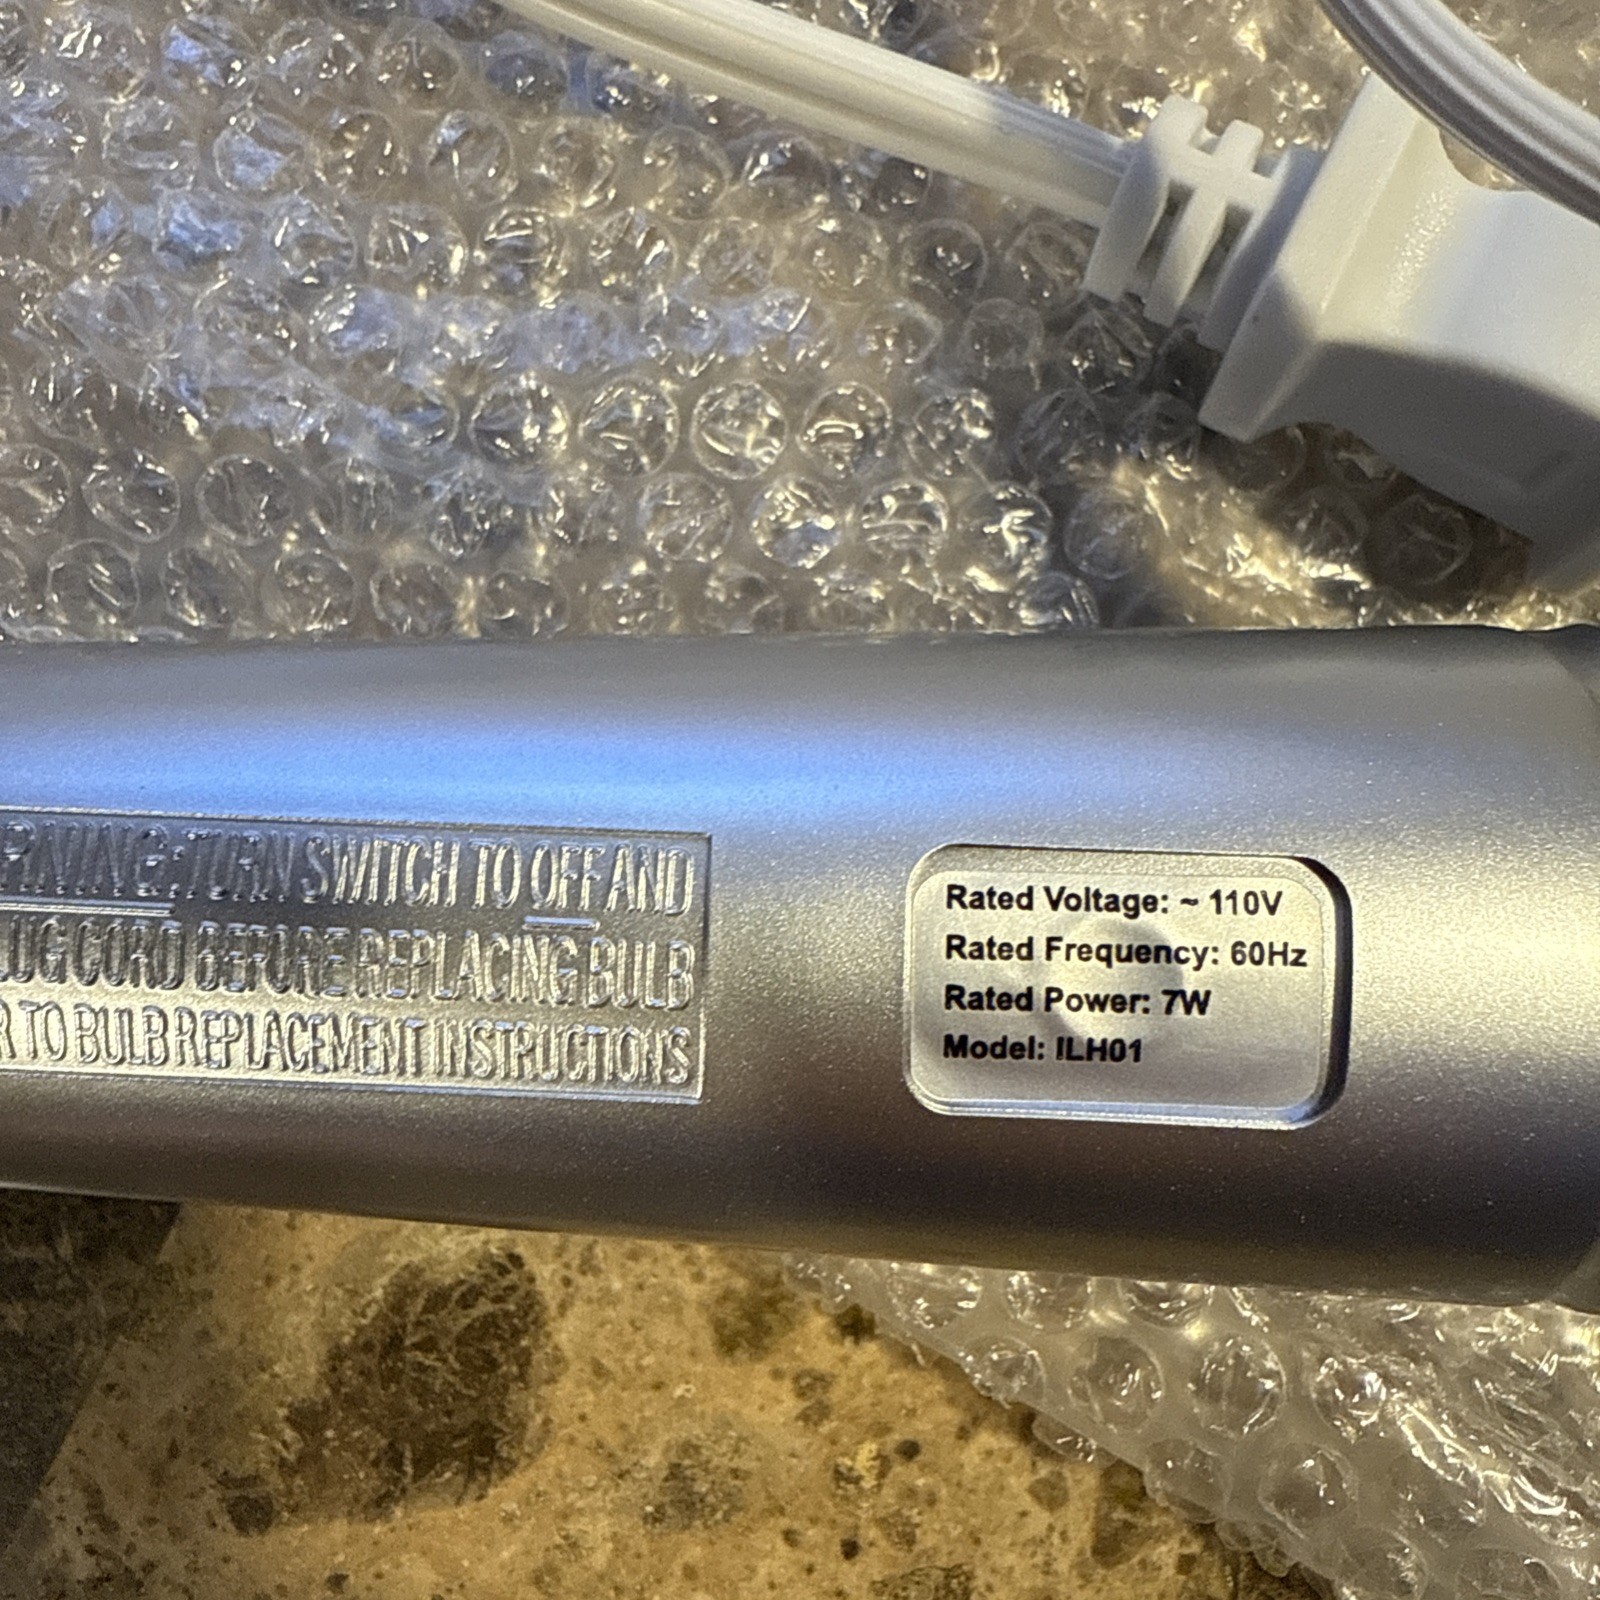 RNING: TURN SWITCH TO OFF AND
LUG CORD BEFORE REPLACING BULB
R TO BULB REPLACEMENT INSTRUCTIONS
Rated Voltage: ~ 110V
Rated Frequency: 60Hz
Rated Power: 7W
Model: ILH01